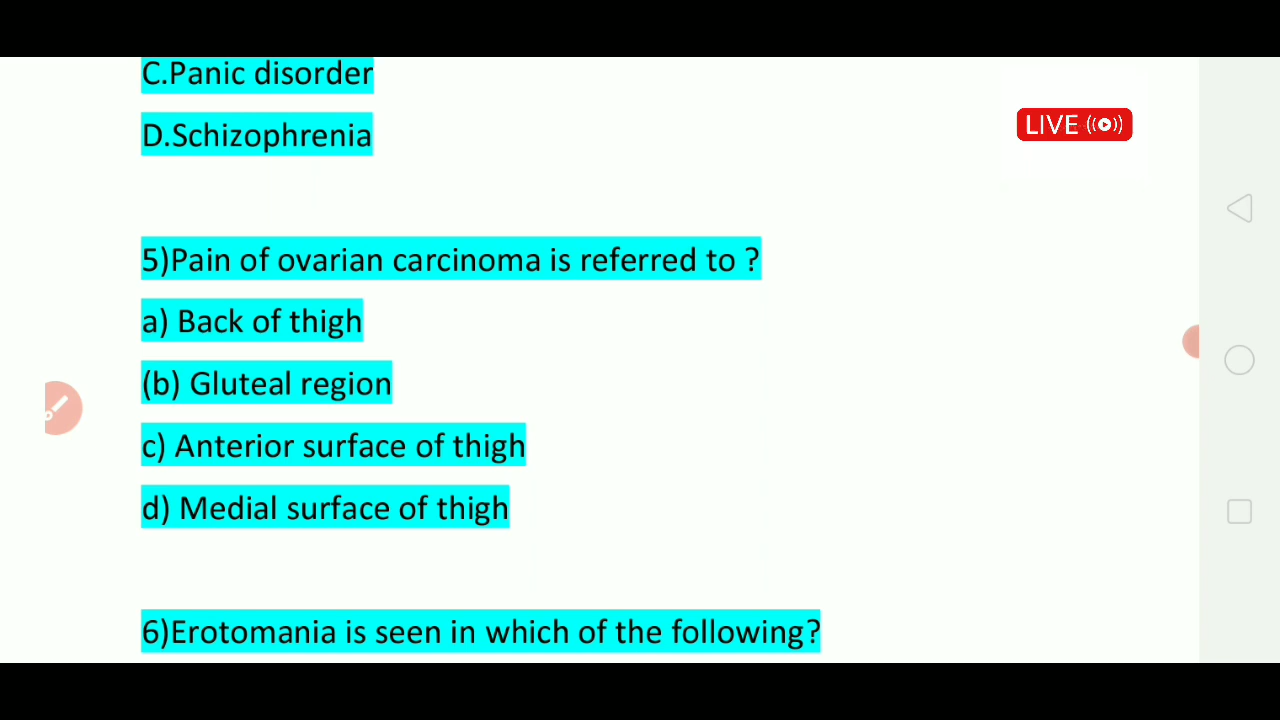 C.Panic disorder
D.Schizophrenia
LIVE
5)Pain of ovarian carcinoma is referred to ?
a) Back of thigh
(b) Gluteal region
c) Anterior surface of thigh
d) Medial surface of thigh
6)Erotomania is seen in which of the following?